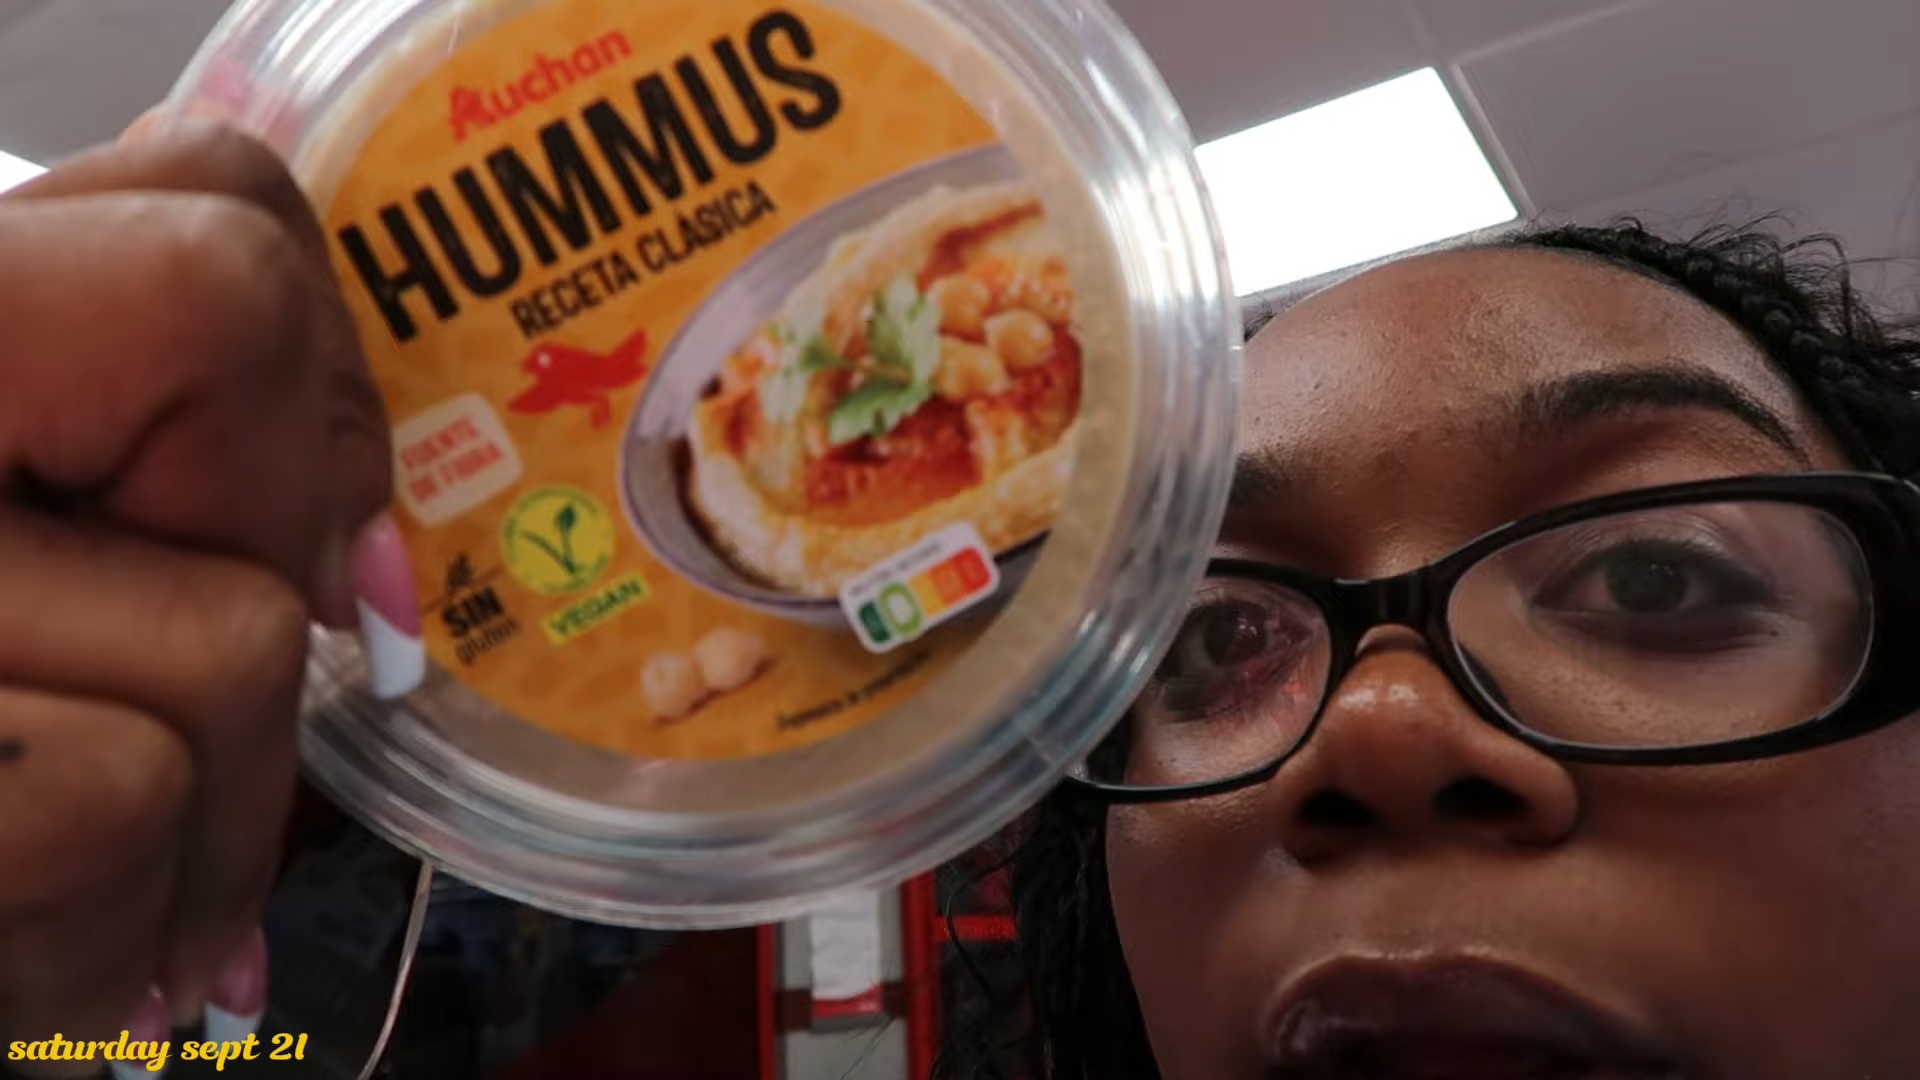 Auchan
HUMMUS
RECETA CLÁSICA
FUENTE
DE FIBRA
SIN
gluten
VEGAN
saturday sept 21